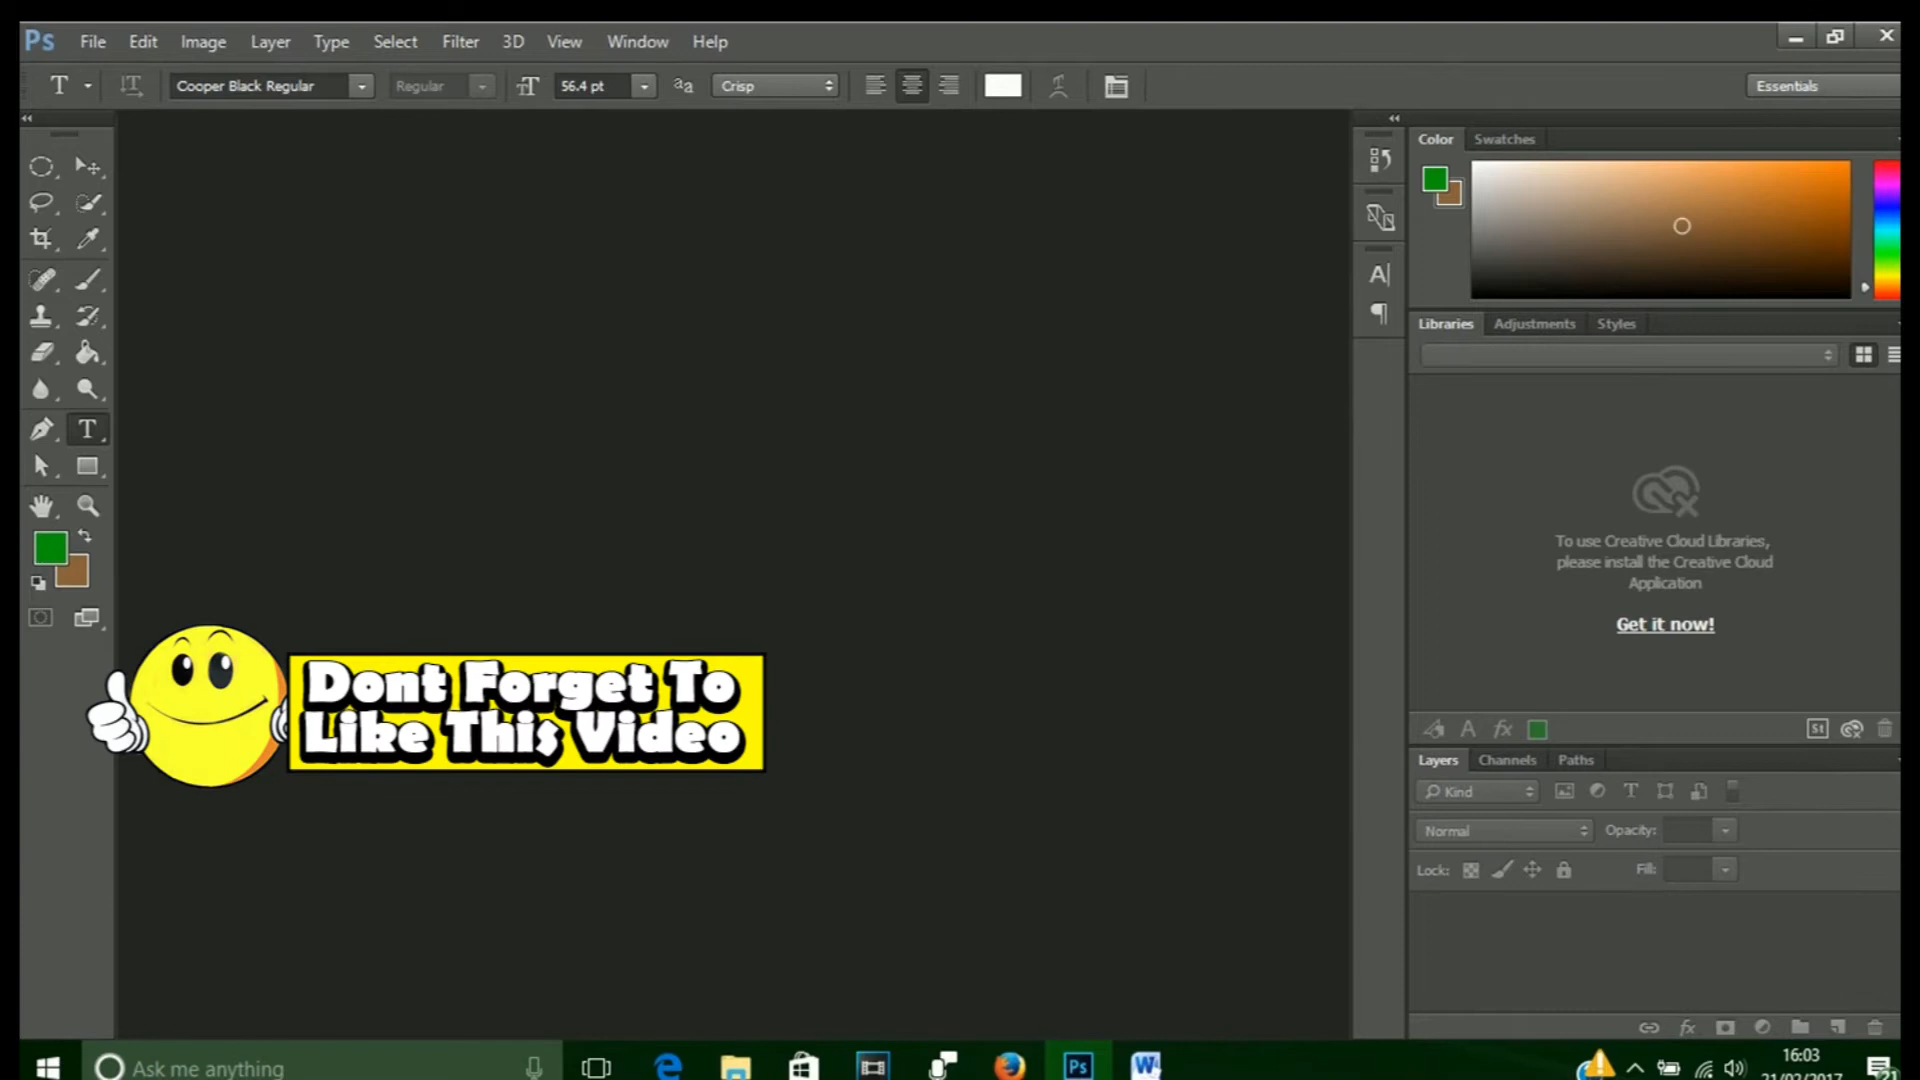 Ps File Edit Image Layer Type Select Filter 3D View Window Help
T Cooper Black Regular Regular 56.4 pt aa Crisp Essentials
Color Swatches
Libraries Adjustments Styles
To use Creative Cloud Libraries,
please install the Creative Cloud
Application
Get it now!
Dont Forget To
Like This Video
St
Layers Channels Paths
Kind
Normal Opacity:
Lock: Fill:
Ask me anything
16:03
21